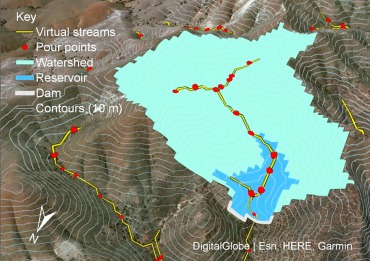 Key
Virtual streams
Pour points
Watershed
Reservoir
Dam
Contours (10 m)
N
DigitalGlobe | Esri, HERE, Garmin